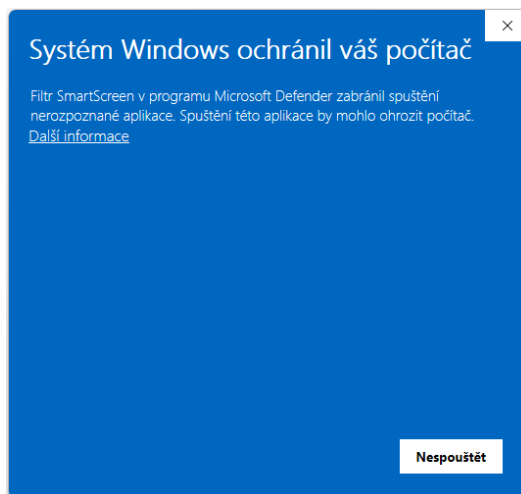 Systém Windows ochránil váš počítač
Filtr SmartScreen v programu Microsoft Defender zabránil spuštění
nerozpoznané aplikace. Spuštění této aplikace by mohlo ohrozit počítač.
Další informace
Nespouštět